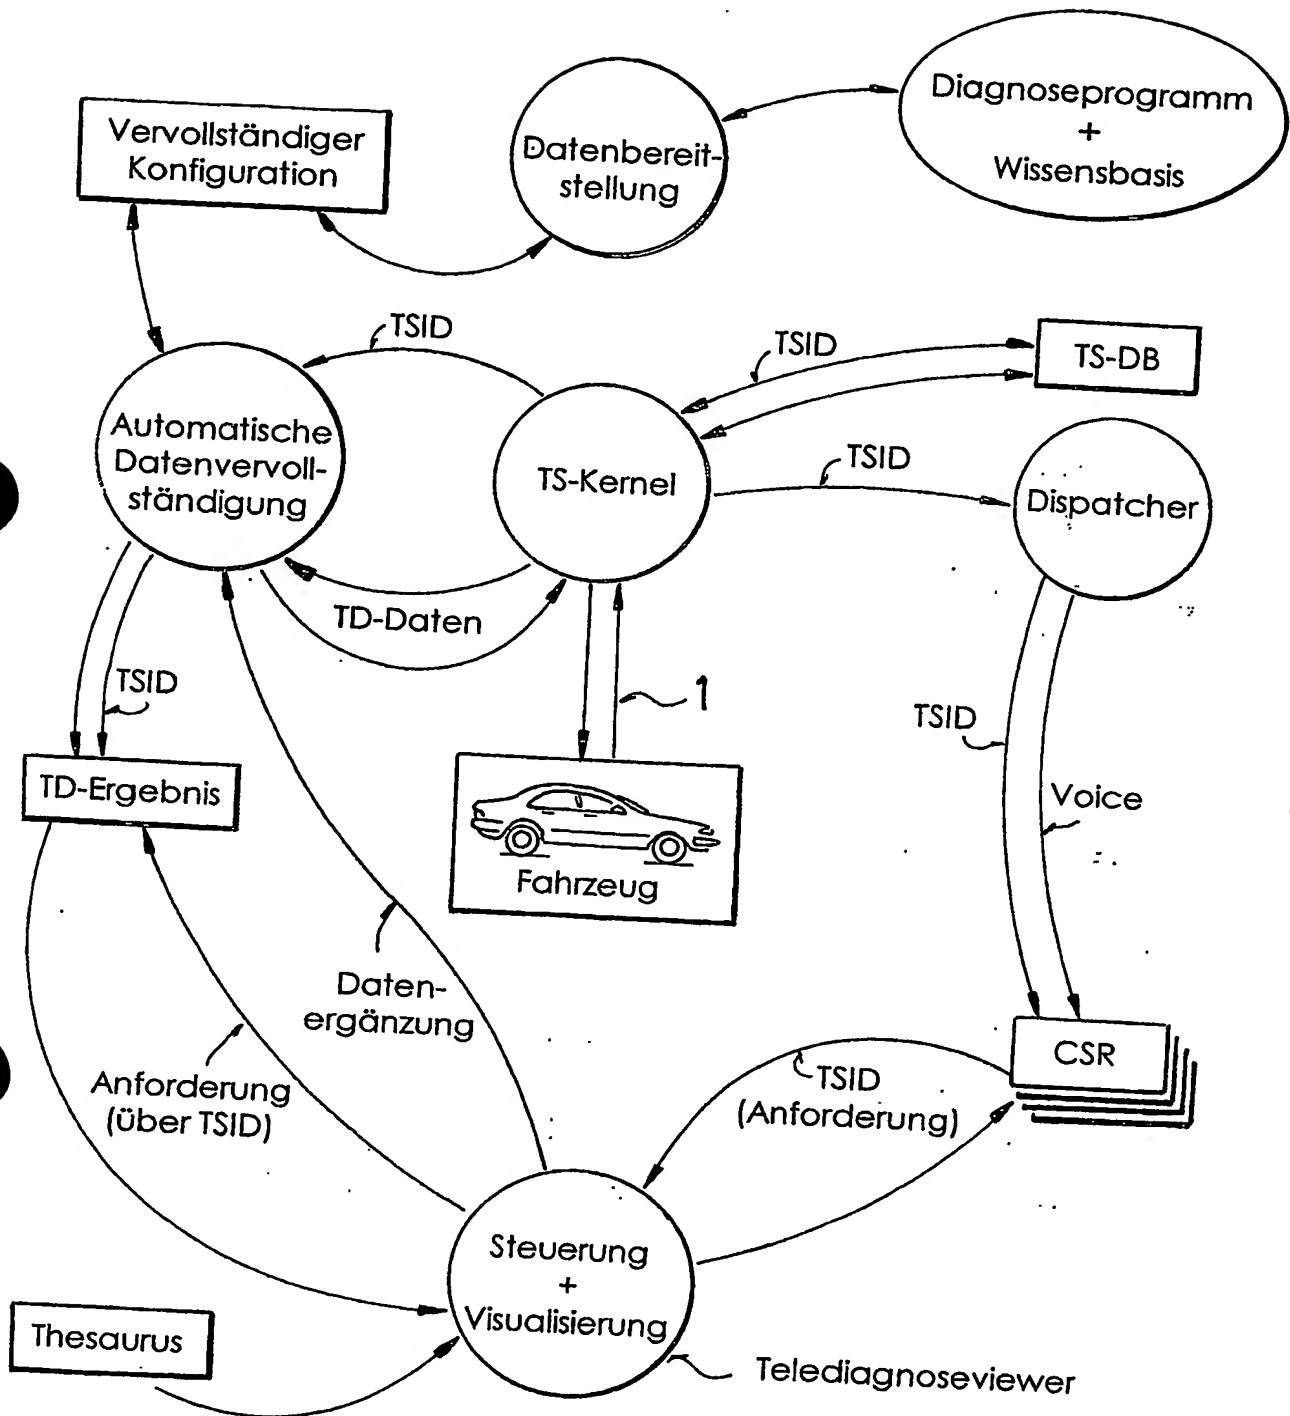 Diagnoseprogramm
+
Wissensbasis
Vervollständiger
Konfiguration
Datenbereit-
stellung
TSID
TSID
TS-DB
Automatische
Datenvervoll-
ständigung
TS-Kernel
TSID
Dispatcher
TD-Daten
TSID
1
TSID
TD-Ergebnis
Voice
Fahrzeug
Daten-
ergänzung
Anforderung
(über TSID)
CSR
TSID
(Anforderung)
Steuerung
+
Visualisierung
Thesaurus
Telediagnoseviewer